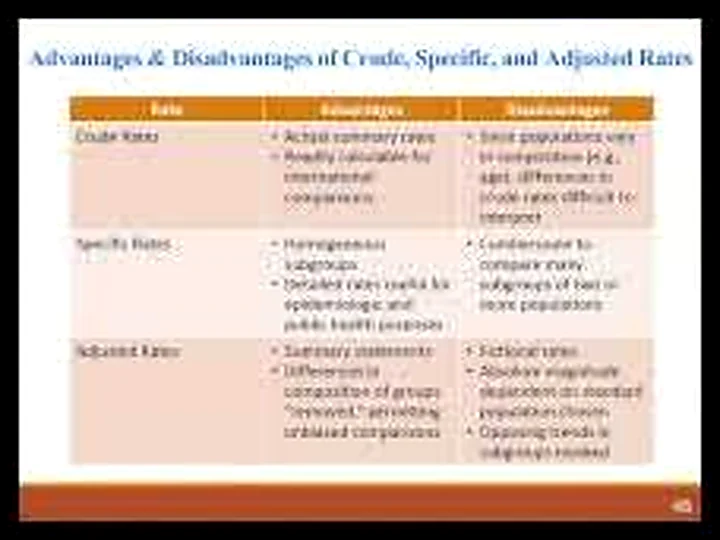 Advantages & Disadvantages of Crude, Specific, and Adjusted Rates
Rate
Advantages
Disadvantages
Crude Rates
• Actual summary rates
• Readily calculable for
international
comparisons
• Since populations vary
in composition (e.g.,
age), differences in
crude rates difficult to
interpret
Specific Rates
• Homogeneous
subgroups
• Detailed rates useful for
epidemiologic and
public health purposes
• Cumbersome to
compare many
subgroups of two or
more populations
Adjusted Rates
• Summary statements
• Differences in
composition of groups
"removed," permitting
unbiased comparisons
• Fictional rates
• Absolute magnitude
dependent on standard
population chosen
• Opposing trends in
subgroups masked